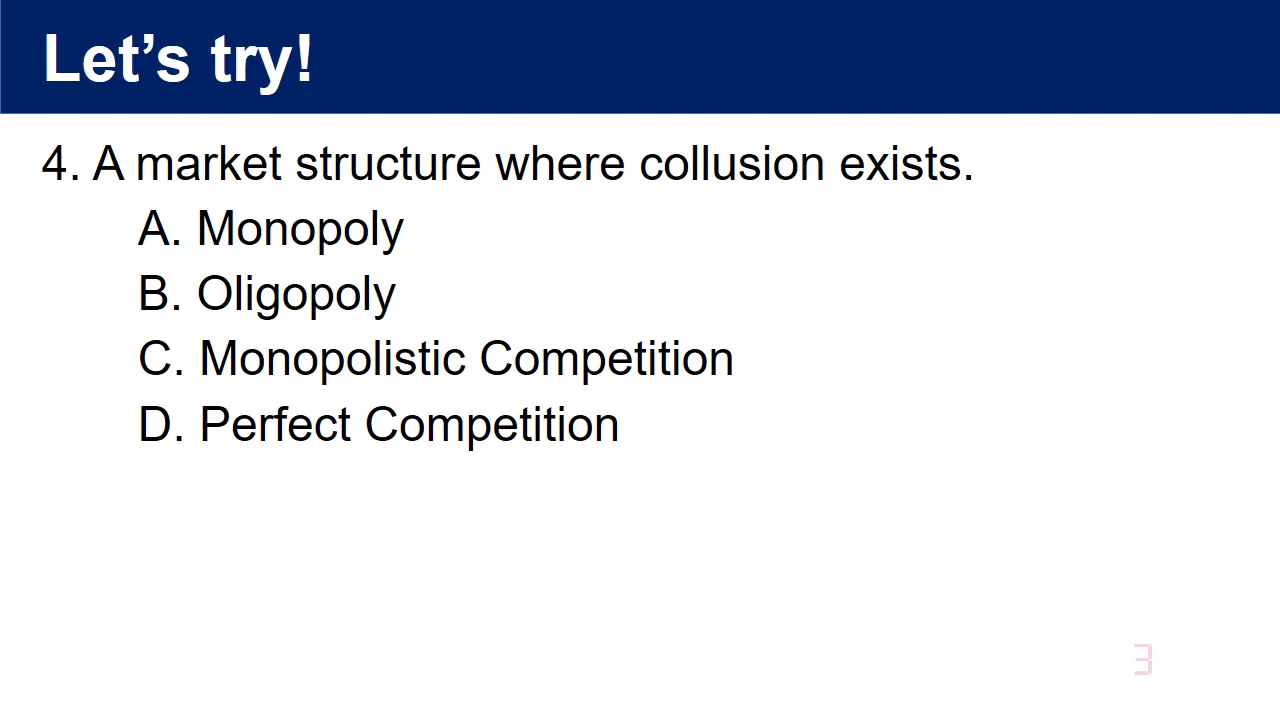 Let’s try!
4. A market structure where collusion exists.
A. Monopoly
B. Oligopoly
C. Monopolistic Competition
D. Perfect Competition
3